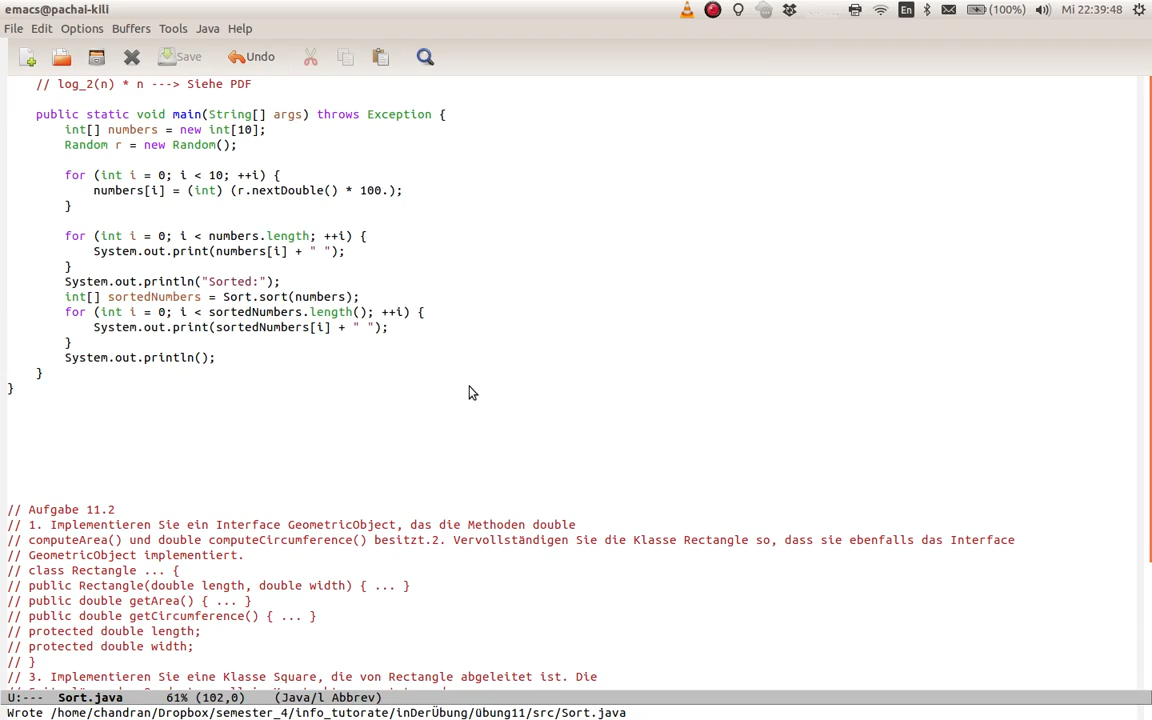 emacs@pachal-kili
En (100%) Mi 22:39:48
File Edit Options Buffers Tools Java Help
Save Undo
// log_2(n) * n ---> Siehe PDF
public static void main(String[] args) throws Exception {
int[] numbers = new int[10];
Random r = new Random();
for (int i = 0; i < 10; ++i) {
numbers[i] = (int) (r.nextDouble() * 100.);
}
for (int i = 0; i < numbers.length; ++i) {
System.out.print(numbers[i] + " ");
}
System.out.println("Sorted:");
int[] sortedNumbers = Sort.sort(numbers);
for (int i = 0; i < sortedNumbers.length(); ++i) {
System.out.print(sortedNumbers[i] + " ");
}
System.out.println();
}
}
// Aufgabe 11.2
// 1. Implementieren Sie ein Interface GeometricObject, das die Methoden double
// computeArea() und double computeCircumference() besitzt.2. Vervollständigen Sie die Klasse Rectangle so, dass sie ebenfalls das Interface
// GeometricObject implementiert.
// class Rectangle ... {
// public Rectangle(double length, double width) { ... }
// public double getArea() { ... }
// public double getCircumference() { ... }
// protected double length;
// protected double width;
// }
// 3. Implementieren Sie eine Klasse Square, die von Rectangle abgeleitet ist. Die
U:--- Sort.java 61% (102,0) (Java/l Abbrev)
Wrote /home/chandran/Dropbox/semester_4/info_tutorate/inDerÜbung/übung11/src/Sort.java